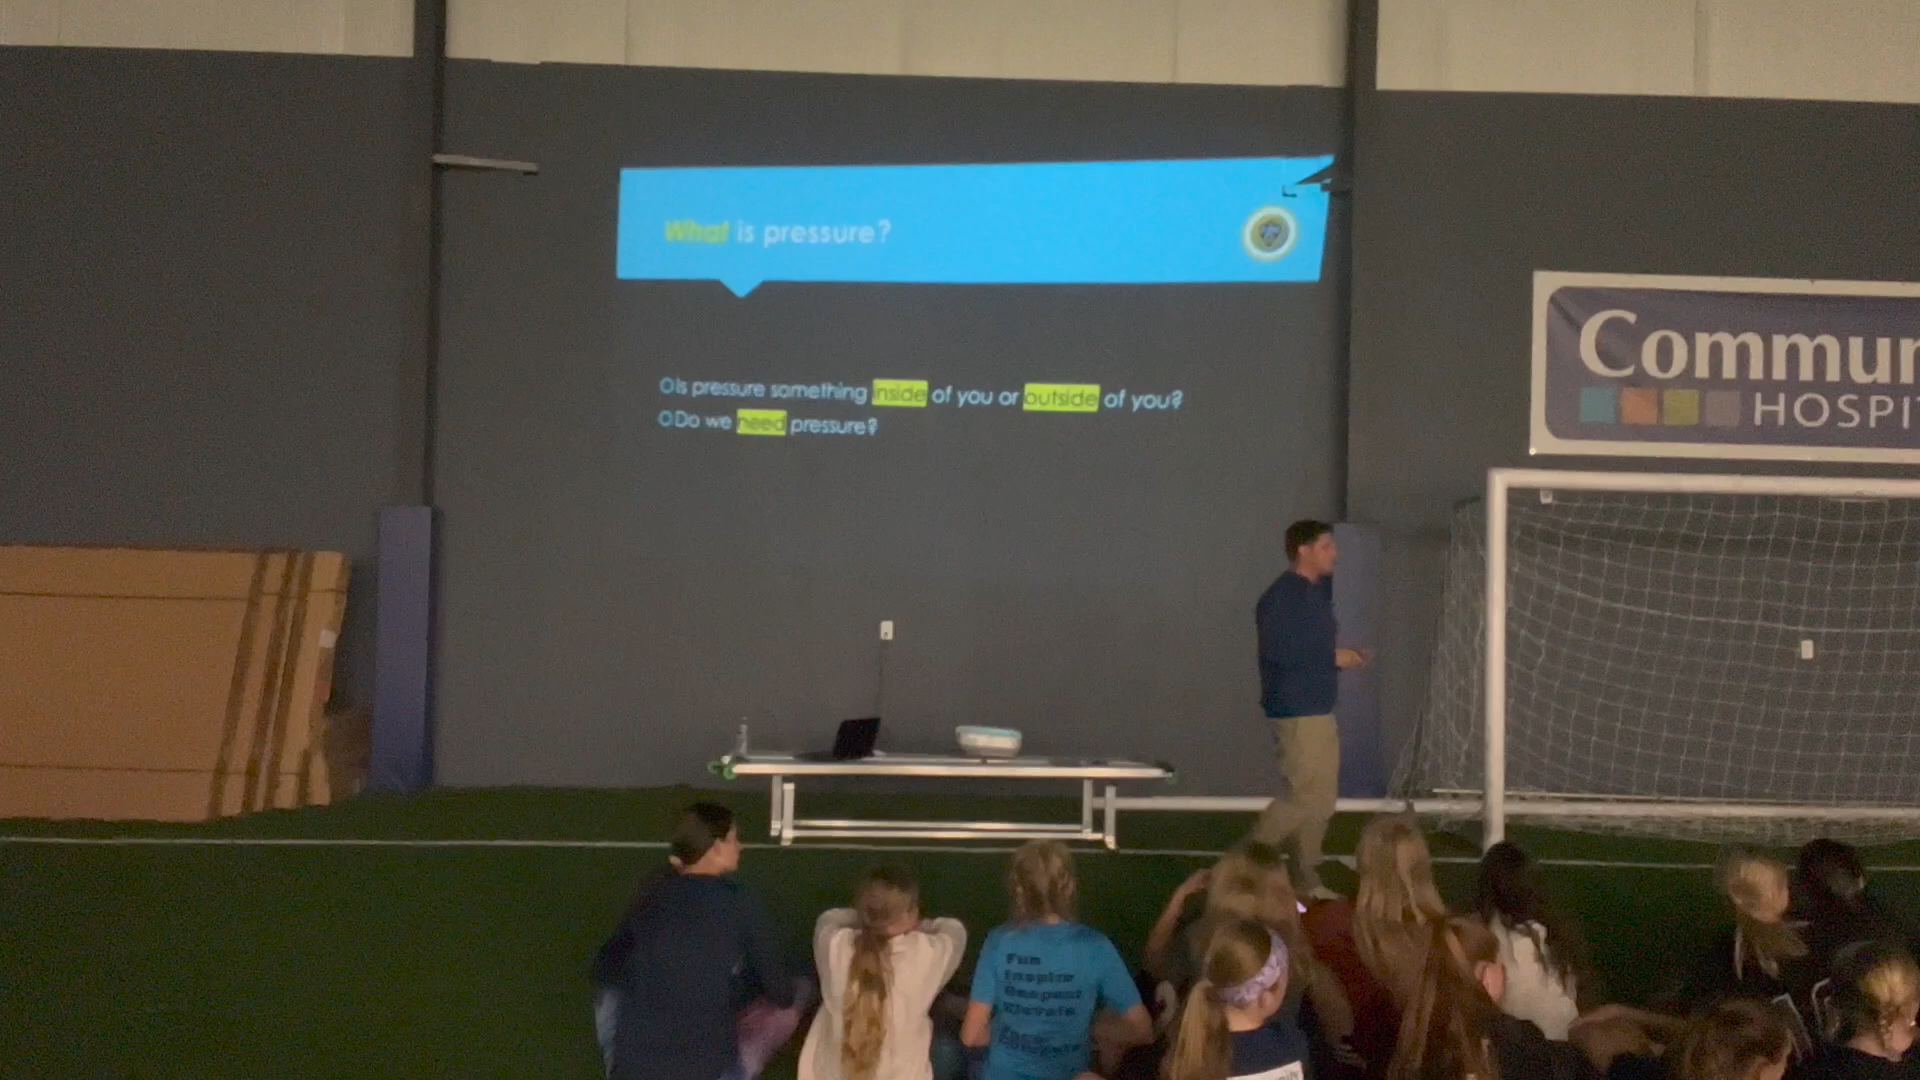 What is pressure?
Is pressure something inside of you or outside of you?
Do we need pressure?
Commun
HOSPI
Fun
Inspire
Respect
Elevate